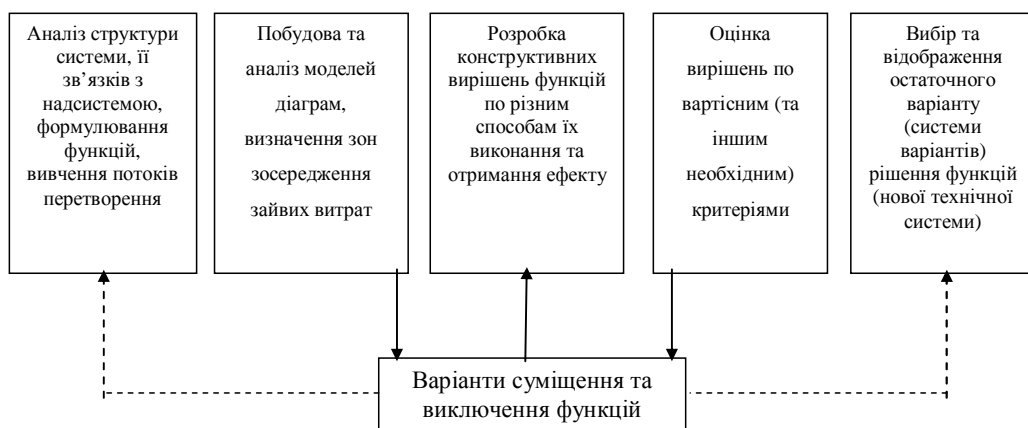 Аналіз структури
системи, її
зв’язків з
надсистемою,
формулювання
функцій,
вивчення потоків
перетворення
Побудова та
аналіз моделей
діаграм,
визначення зон
зосередження
зайвих витрат
Розробка
конструктивних
вирішень функцій
по різним
способам їх
виконання та
отримання ефекту
Оцінка
вирішень по
вартісним (та
іншим
необхідним)
критеріями
Вибір та
відображення
остаточного
варіанту
(системи
варіантів)
рішення функцій
(нової технічної
системи)
Варіанти суміщення та
виключення функцій